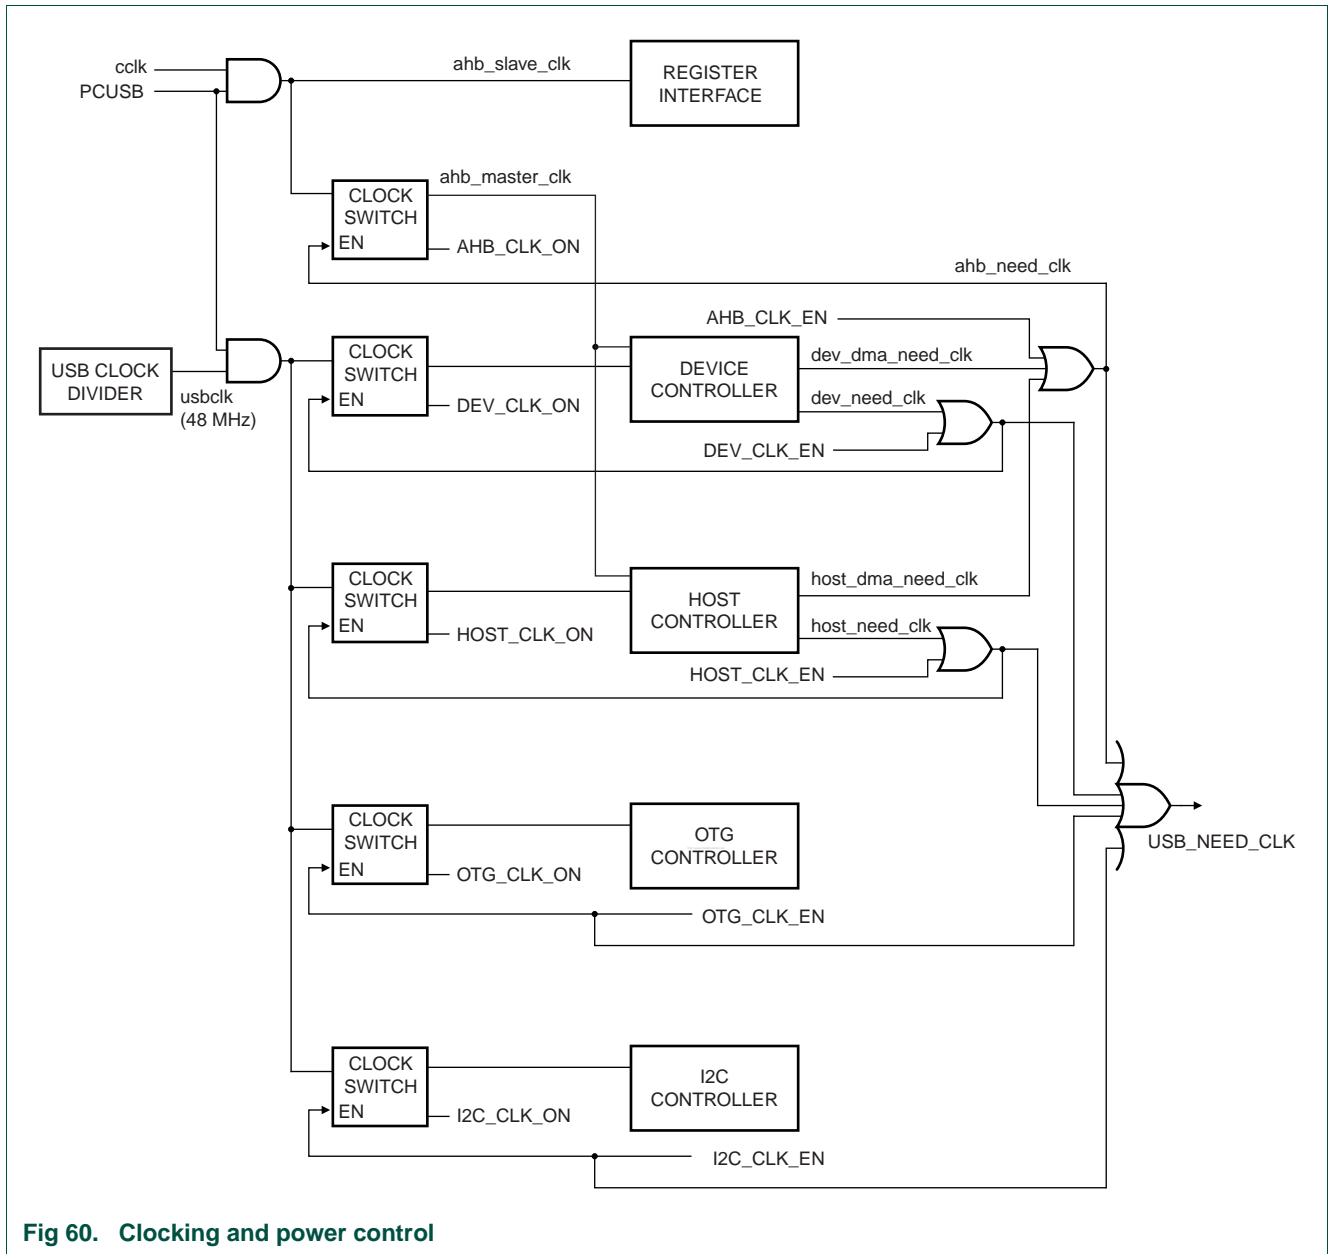 cclk
PCUSB
ahb_slave_clk
REGISTER
INTERFACE
CLOCK
SWITCH
EN
ahb_master_clk
AHB_CLK_ON
ahb_need_clk
AHB_CLK_EN
USB CLOCK
DIVIDER
usbclk
(48 MHz)
CLOCK
SWITCH
EN
DEV_CLK_ON
DEVICE
CONTROLLER
dev_dma_need_clk
dev_need_clk
DEV_CLK_EN
CLOCK
SWITCH
EN
HOST_CLK_ON
HOST
CONTROLLER
host_dma_need_clk
host_need_clk
HOST_CLK_EN
CLOCK
SWITCH
EN
OTG_CLK_ON
OTG
CONTROLLER
USB_NEED_CLK
OTG_CLK_EN
CLOCK
SWITCH
EN
I2C_CLK_ON
I2C
CONTROLLER
I2C_CLK_EN
Fig 60. Clocking and power control